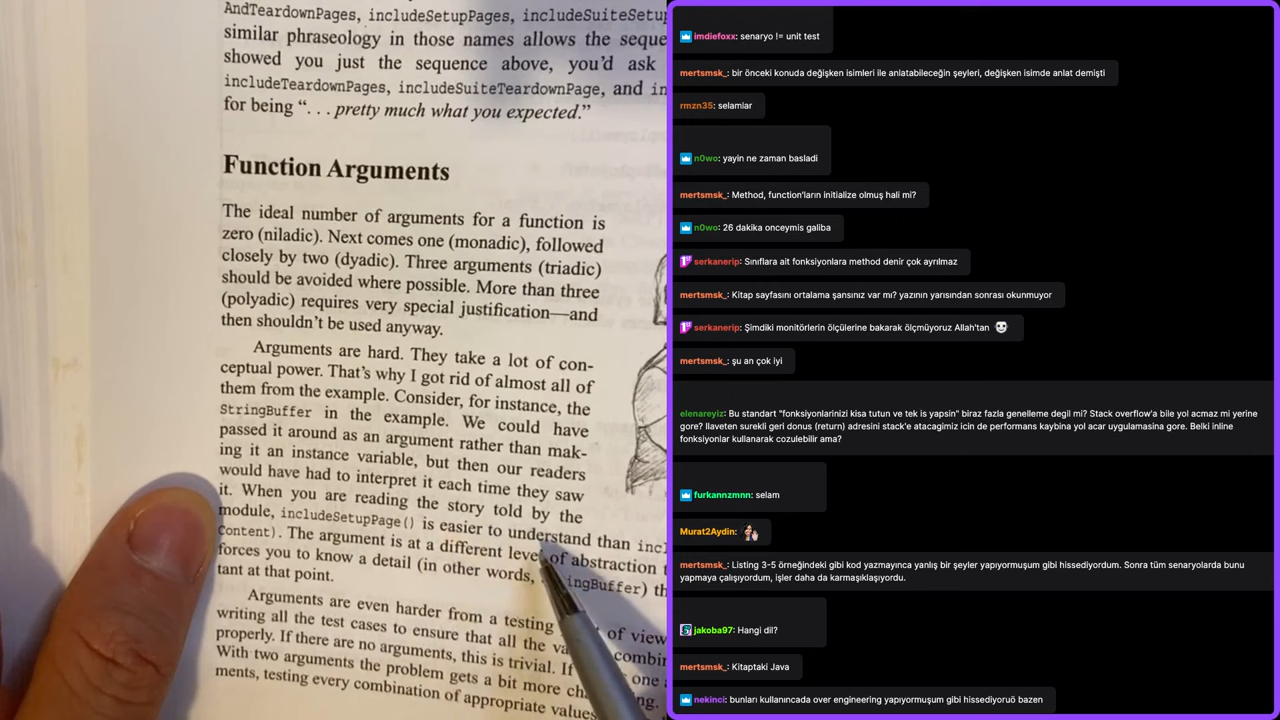 AndTeardownPages, includeSetupPages, includeSuiteSetu
similar phraseology in those names allows the seque
showed you just the sequence above, you'd ask
includeTeardownPages, includeSuiteTeardownPage, and in
for being “. . . pretty much what you expected.”
Function Arguments
The ideal number of arguments for a function is
zero (niladic). Next comes one (monadic), followed
closely by two (dyadic). Three arguments (triadic)
should be avoided where possible. More than three
(polyadic) requires very special justification—and
then shouldn't be used anyway.
Arguments are hard. They take a lot of con-
ceptual power. That's why I got rid of almost all of
them from the example. Consider, for instance, the
StringBuffer in the example. We could have
passed it around as an argument rather than mak-
ing it an instance variable, but then our readers
would have had to interpret it each time they saw
it. When you are reading the story told by the
module, includeSetupPage() is easier to understand than incl
Content). The argument is at a different level of abstraction t
forces you to know a detail (in other words, ingBuffer) th
tant at that point.
Arguments are even harder from a testing of view
writing all the test cases to ensure that all the va combin
properly. If there are no arguments, this is trivial. If one a
With two arguments the problem gets a bit more cha ng.
ments, testing every combination of appropriate values
imdiefoxx: senaryo != unit test
mertsmsk_: bir önceki konuda değişken isimleri ile anlatabileceğin şeyleri, değişken isimde anlat demişti
rmzn35: selamlar
n0wo: yayin ne zaman basladi
mertsmsk_: Method, function'ların initialize olmuş hali mi?
n0wo: 26 dakika onceymis galiba
serkanerip: Sınıflara ait fonksiyonlara method denir çok ayrılmaz
mertsmsk_: Kitap sayfasını ortalama şansınız var mı? yazının yarısından sonrası okunmuyor
serkanerip: Şimdiki monitörlerin ölçülerine bakarak ölçmüyoruz Allah'tan
mertsmsk_: şu an çok iyi
elenareyiz: Bu standart "fonksiyonlarinizi kisa tutun ve tek is yapsin" biraz fazla genelleme degil mi? Stack overflow'a bile yol acmaz mi yerine
gore? Ilaveten surekli geri donus (return) adresini stack'e atacagimiz icin de performans kaybina yol acar uygulamasina gore. Belki inline
fonksiyonlar kullanarak cozulebilir ama?
furkannzmnn: selam
Murat2Aydin:
mertsmsk_: Listing 3-5 örneğindeki gibi kod yazmayınca yanlış bir şeyler yapıyormuşum gibi hissediyordum. Sonra tüm senaryolarda bunu
yapmaya çalışıyordum, işler daha da karmaşıklaşıyordu.
jakoba97: Hangi dil?
mertsmsk_: Kitaptaki Java
nekinci: bunları kullanıncada over engineering yapıyormuşum gibi hissediyoruö bazen